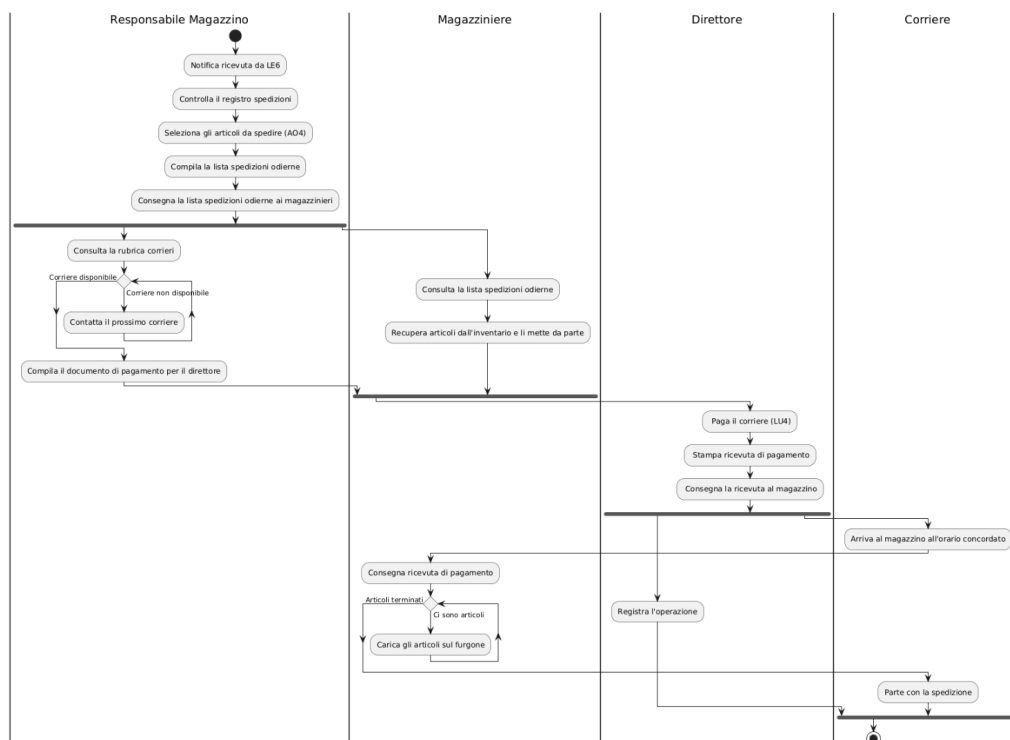 Responsabile Magazzino
Magazziniere
Direttore
Corriere
Notifica ricevuta da LE6
Controlla il registro spedizioni
Seleziona gli articoli da spedire (AO4)
Compila la lista spedizioni odierne
Consegna la lista spedizioni odierne ai magazzinieri
Consulta la rubrica corrieri
Corriere disponibile
Corriere non disponibile
Contatta il prossimo corriere
Compila il documento di pagamento per il direttore
Consulta la lista spedizioni odierne
Recupera articoli dall'inventario e li mette da parte
Paga il corriere (LU4)
Stampa ricevuta di pagamento
Consegna la ricevuta al magazzino
Arriva al magazzino all'orario concordato
Consegna ricevuta di pagamento
Articoli terminati
Ci sono articoli
Carica gli articoli sul furgone
Registra l'operazione
Parte con la spedizione